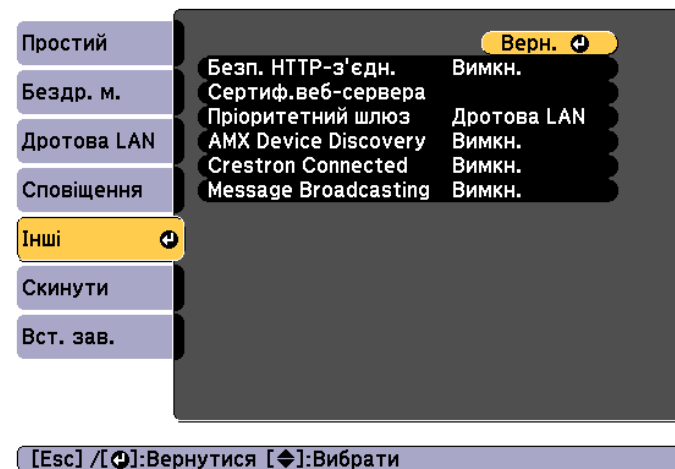 Простий
Бездр. м.
Дротова LAN
Сповіщення
Інші
Скинути
Вст. зав.
Верн.
Безп. HTTP-з'єдн. Вимкн.
Сертиф.веб-сервера
Пріоритетний шлюз Дротова LAN
AMX Device Discovery Вимкн.
Crestron Connected Вимкн.
Message Broadcasting Вимкн.
[Esc] /[⏎]:Вернутися [◆]:Вибрати